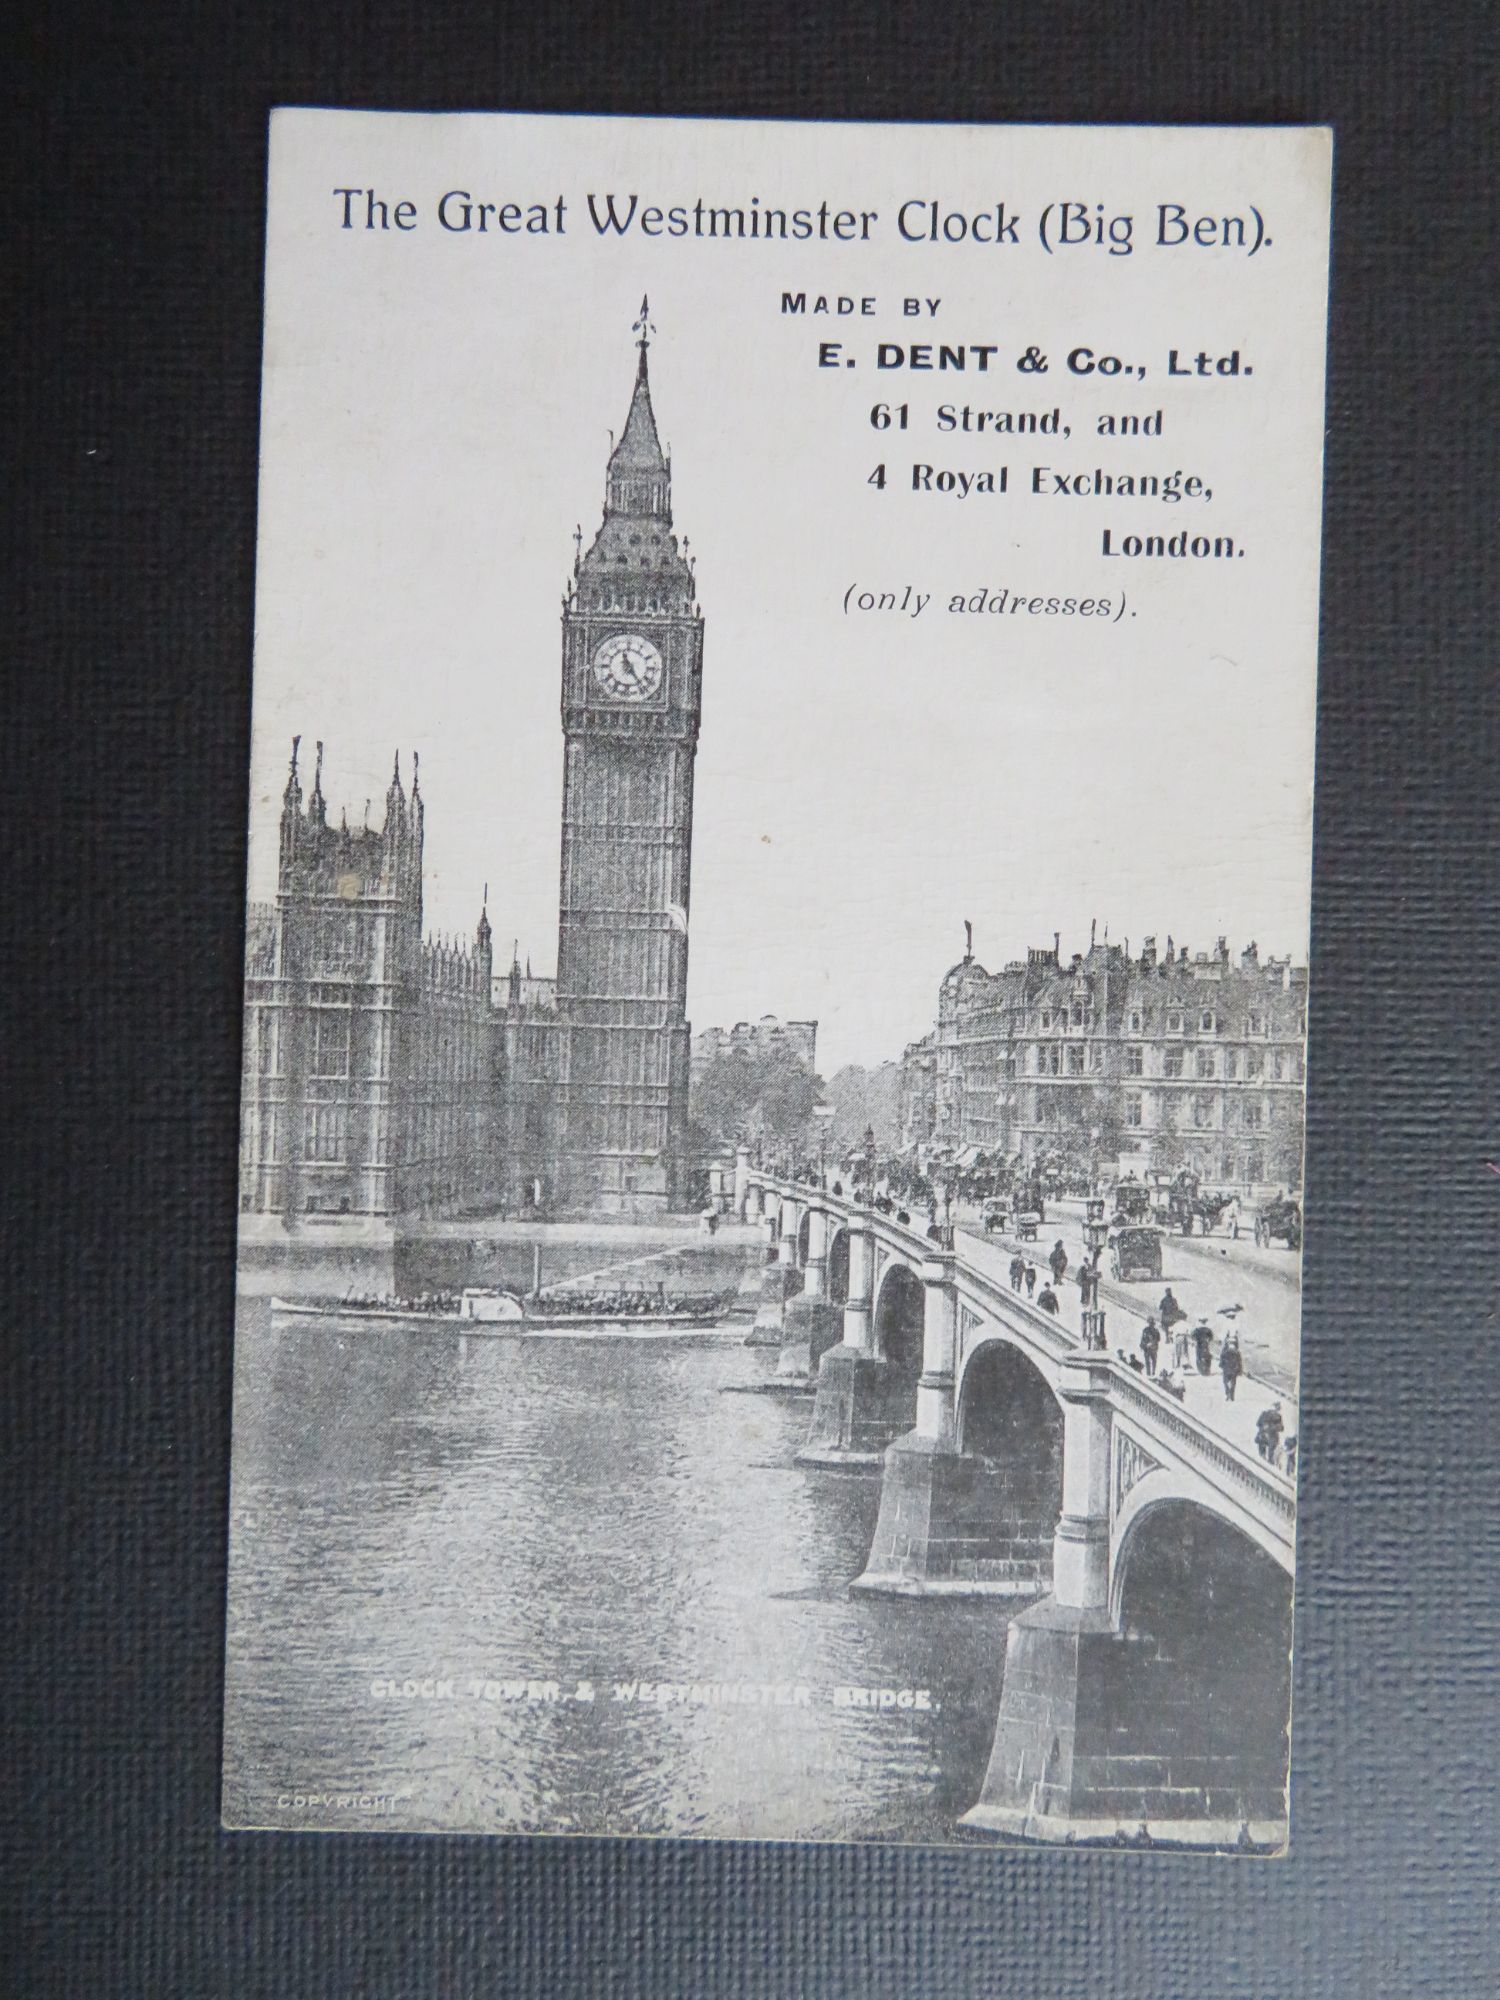 The Great Westminster Clock (Big Ben).
MADE BY
E. DENT & Co., Ltd.
61 Strand, and
4 Royal Exchange,
London.
(only addresses).
CLOCK TOWER & WESTMINSTER BRIDGE.
COPYRIGHT